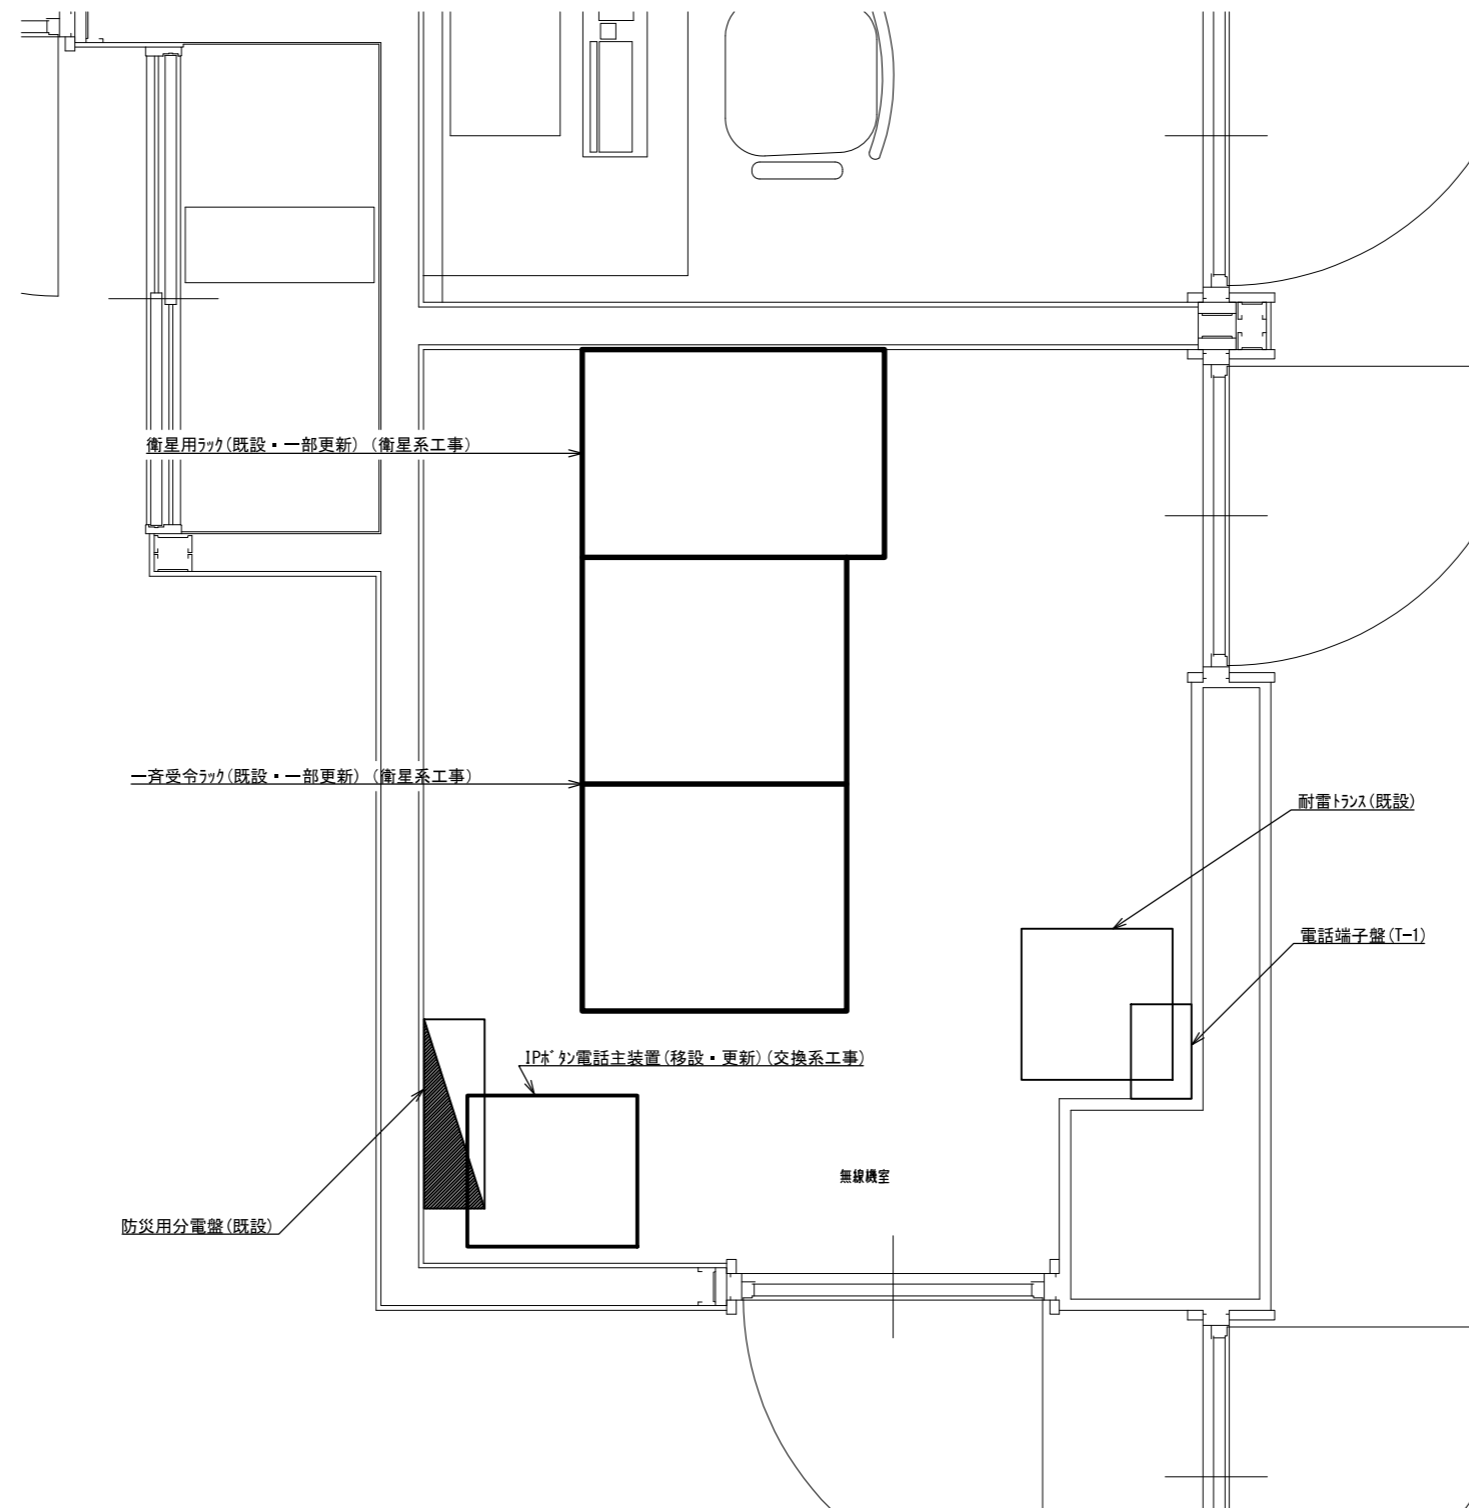 衛星用ﾗｯｸ(既設・一部更新) (衛星系工事)
一斉受令ﾗｯｸ(既設・一部更新) (衛星系工事)
耐雷ﾄﾗﾝｽ(既設)
電話端子盤(T-1)
IPﾎﾞﾀﾝ電話主装置(移設・更新)(交換系工事)
無線機室
防災用分電盤(既設)